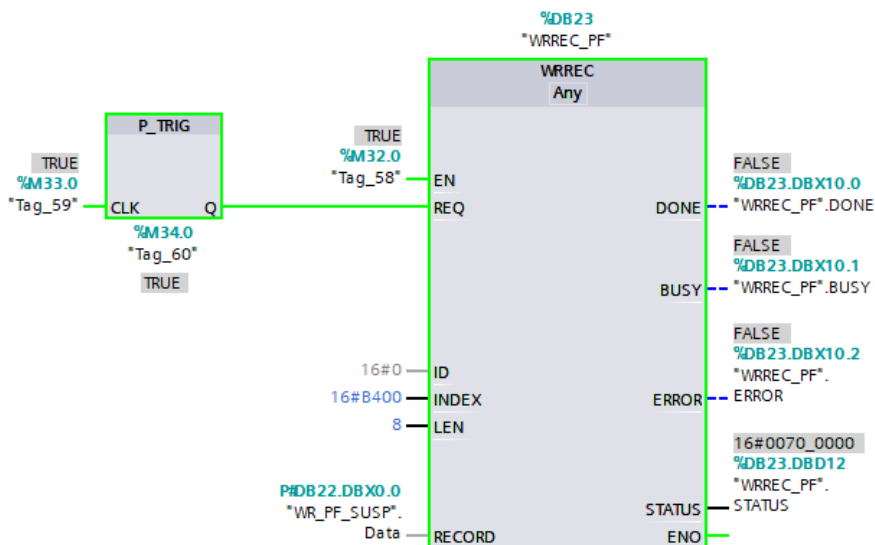 %DB23
"WRREC_PF"
WRREC
Any
P_TRIG
TRUE
%M33.0
"Tag_59"
CLK
Q
%M34.0
"Tag_60"
TRUE
TRUE
%M32.0
"Tag_58"
EN
REQ
16#0
ID
16#B400
INDEX
8
LEN
P#DB22.DBX0.0
"WR_PF_SUSP".
Data
RECORD
FALSE
%DB23.DBX10.0
DONE
"WRREC_PF".DONE
FALSE
%DB23.DBX10.1
BUSY
"WRREC_PF".BUSY
FALSE
%DB23.DBX10.2
"WRREC_PF".
ERROR
ERROR
16#0070_0000
%DB23.DBD12
"WRREC_PF".
STATUS
STATUS
ENO